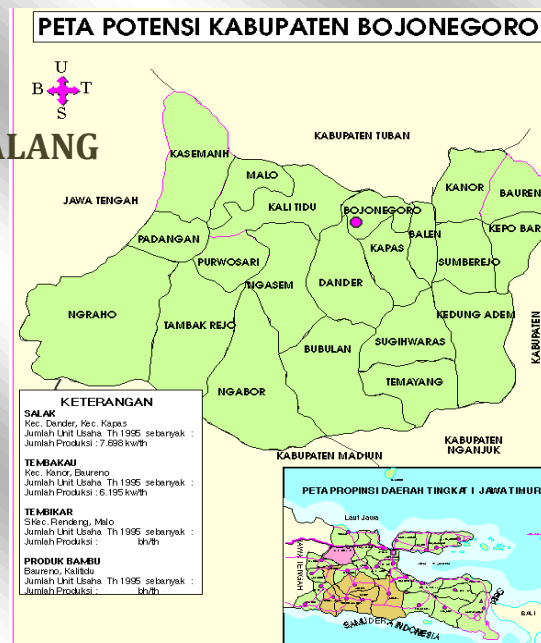 PETA POTENSI KABUPATEN BOJONEGORO
U
B T
S
ALANG
KABUPATEN TUBAN
KASEMANH
MALO
KANOR
BAUREN
JAWA TENGAH
KALI TIDU
BOJONEGORO
KEPO BAR
PADANGAN
BALEN
KAPAS
PURWOSARI
SUMBEREJO
NGASEM
DANDER
NGRAHO
TAMBAK REJO
KEDUNG ADEM
BUBULAN
SUGIHWARAS
KABUPATEN
NGABOR
TEMAYANG
KABUPATEN MADIUN
KABUPATEN
NGANJUK
KETERANGAN
SALAK
Kec. Dander, Kec. Kapas
Jumlah Unit Usaha Th 1995 sebanyak :
Jumlah Produksi : 7.698 kw/th
TEMBAKAU
Kec. Kanor, Baureno
Jumlah Unit Usaha Th 1995 sebanyak :
Jumlah Produksi : 6.195 kw/th
TEMBIKAR
SKec. Rendeng, Malo
Jumlah Unit Usaha Th 1995 sebanyak :
Jumlah Produksi : bh/th
PRODUK BAMBU
Baureno, Kalitidu
Jumlah Unit Usaha Th 1995 sebanyak :
Jumlah Produksi : bh/th
PETA PROPINSI DAERAH TINGKAT I JAWA TIMUR
Laut Jawa
JAWA TENGAH
SAMUDERA INDONESIA
BALI